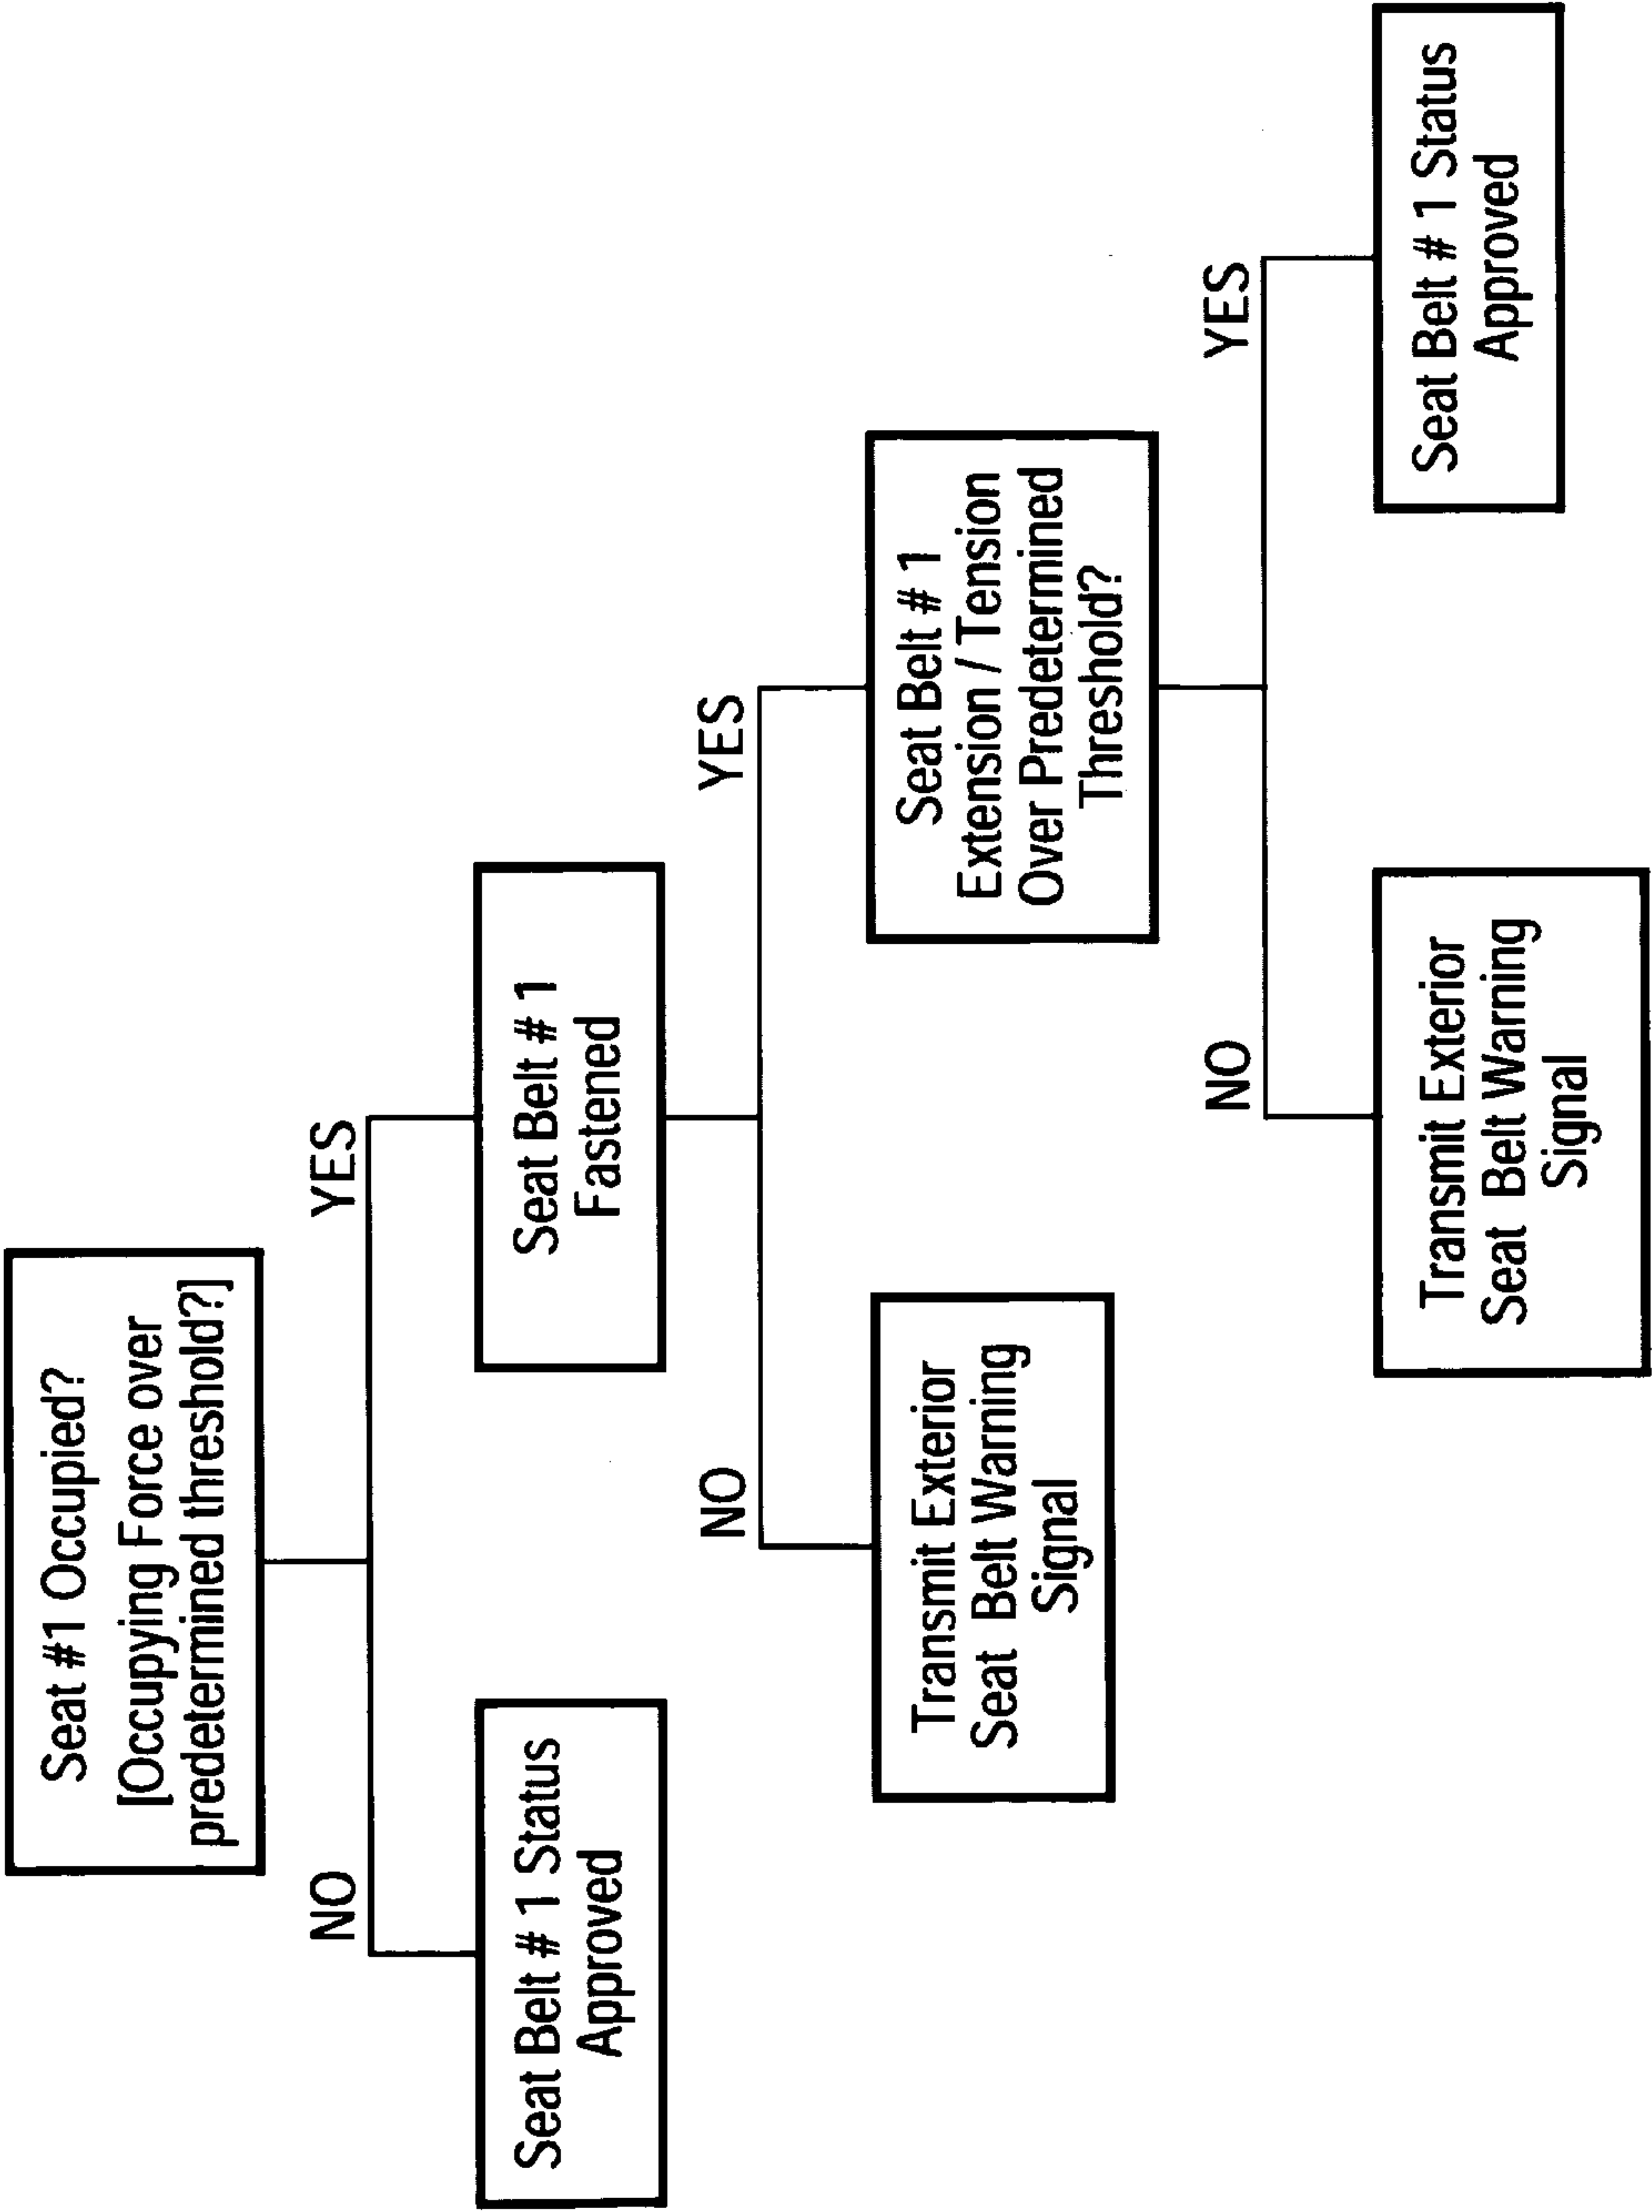 Seat #1 Occupied?
[Occupying Force over
predetermined threshold?]
NO
YES
Seat Belt # 1 Status
Approved
Seat Belt # 1
Fastened
NO
YES
Transmit Exterior
Seat Belt Warning
Signal
Seat Belt # 1
Extension / Tension
Over Predetermined
Threshold?
NO
YES
Transmit Exterior
Seat Belt Warning
Signal
Seat Belt # 1 Status
Approved